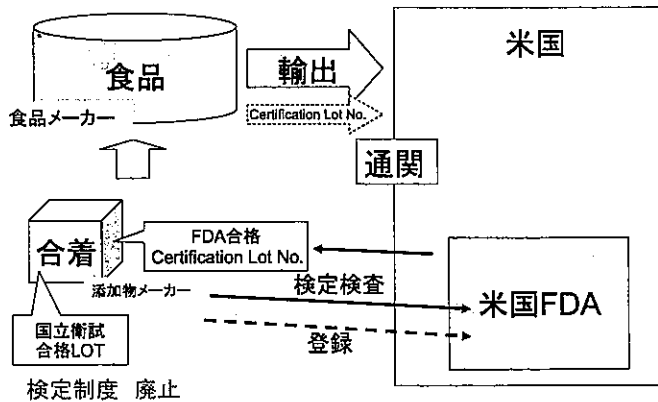 食品
食品メーカー
輸出
Certification Lot No.
米国
通関
合着
FDA合格
Certification Lot No.
添加物メーカー
国立衛試
合格LOT
検定検査
登録
米国FDA
検定制度 廃止